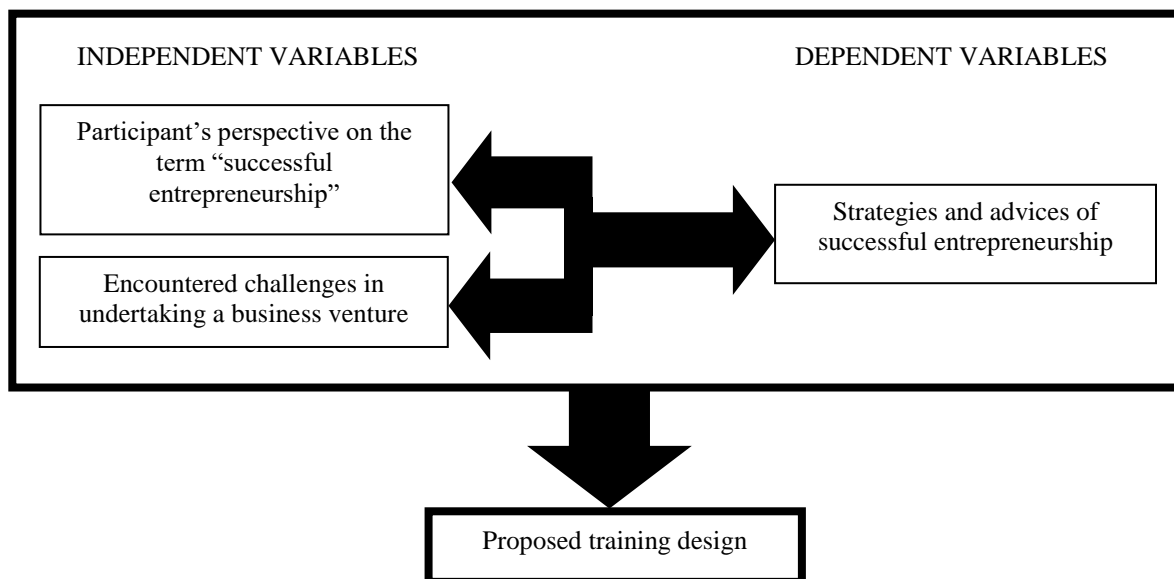 INDEPENDENT VARIABLES
DEPENDENT VARIABLES
Participant’s perspective on the
term “successful
entrepreneurship”
Encountered challenges in
undertaking a business venture
Strategies and advices of
successful entrepreneurship
Proposed training design